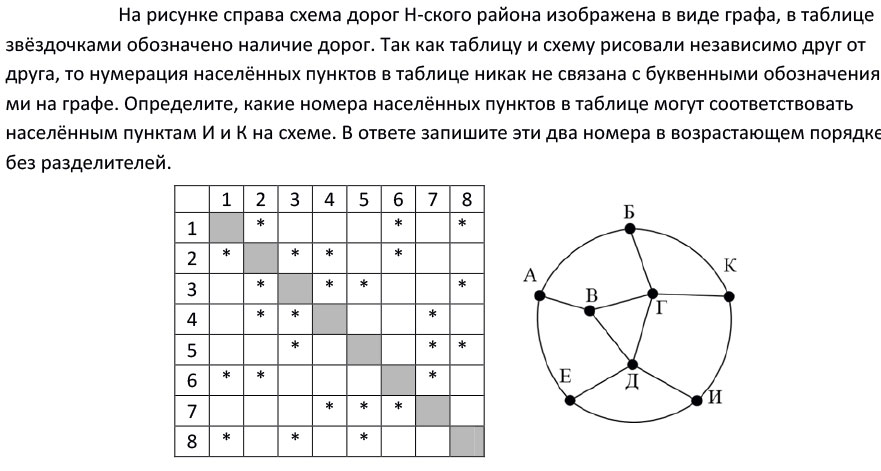 На рисунке справа схема дорог Н-ского района изображена в виде графа, в таблице
звёздочками обозначено наличие дорог. Так как таблицу и схему рисовали независимо друг от
друга, то нумерация населённых пунктов в таблице никак не связана с буквенными обозначения
ми на графе. Определите, какие номера населённых пунктов в таблице могут соответствовать
населённым пунктам И и К на схеме. В ответе запишите эти два номера в возрастающем порядке
без разделителей.
1 2 3 4 5 6 7 8
1 * * *
2 * * * *
3 * * * *
4 * * *
5 * * *
6 * * *
7 * * *
8 * * *
Б
К
А
В
Г
Е
Д
И